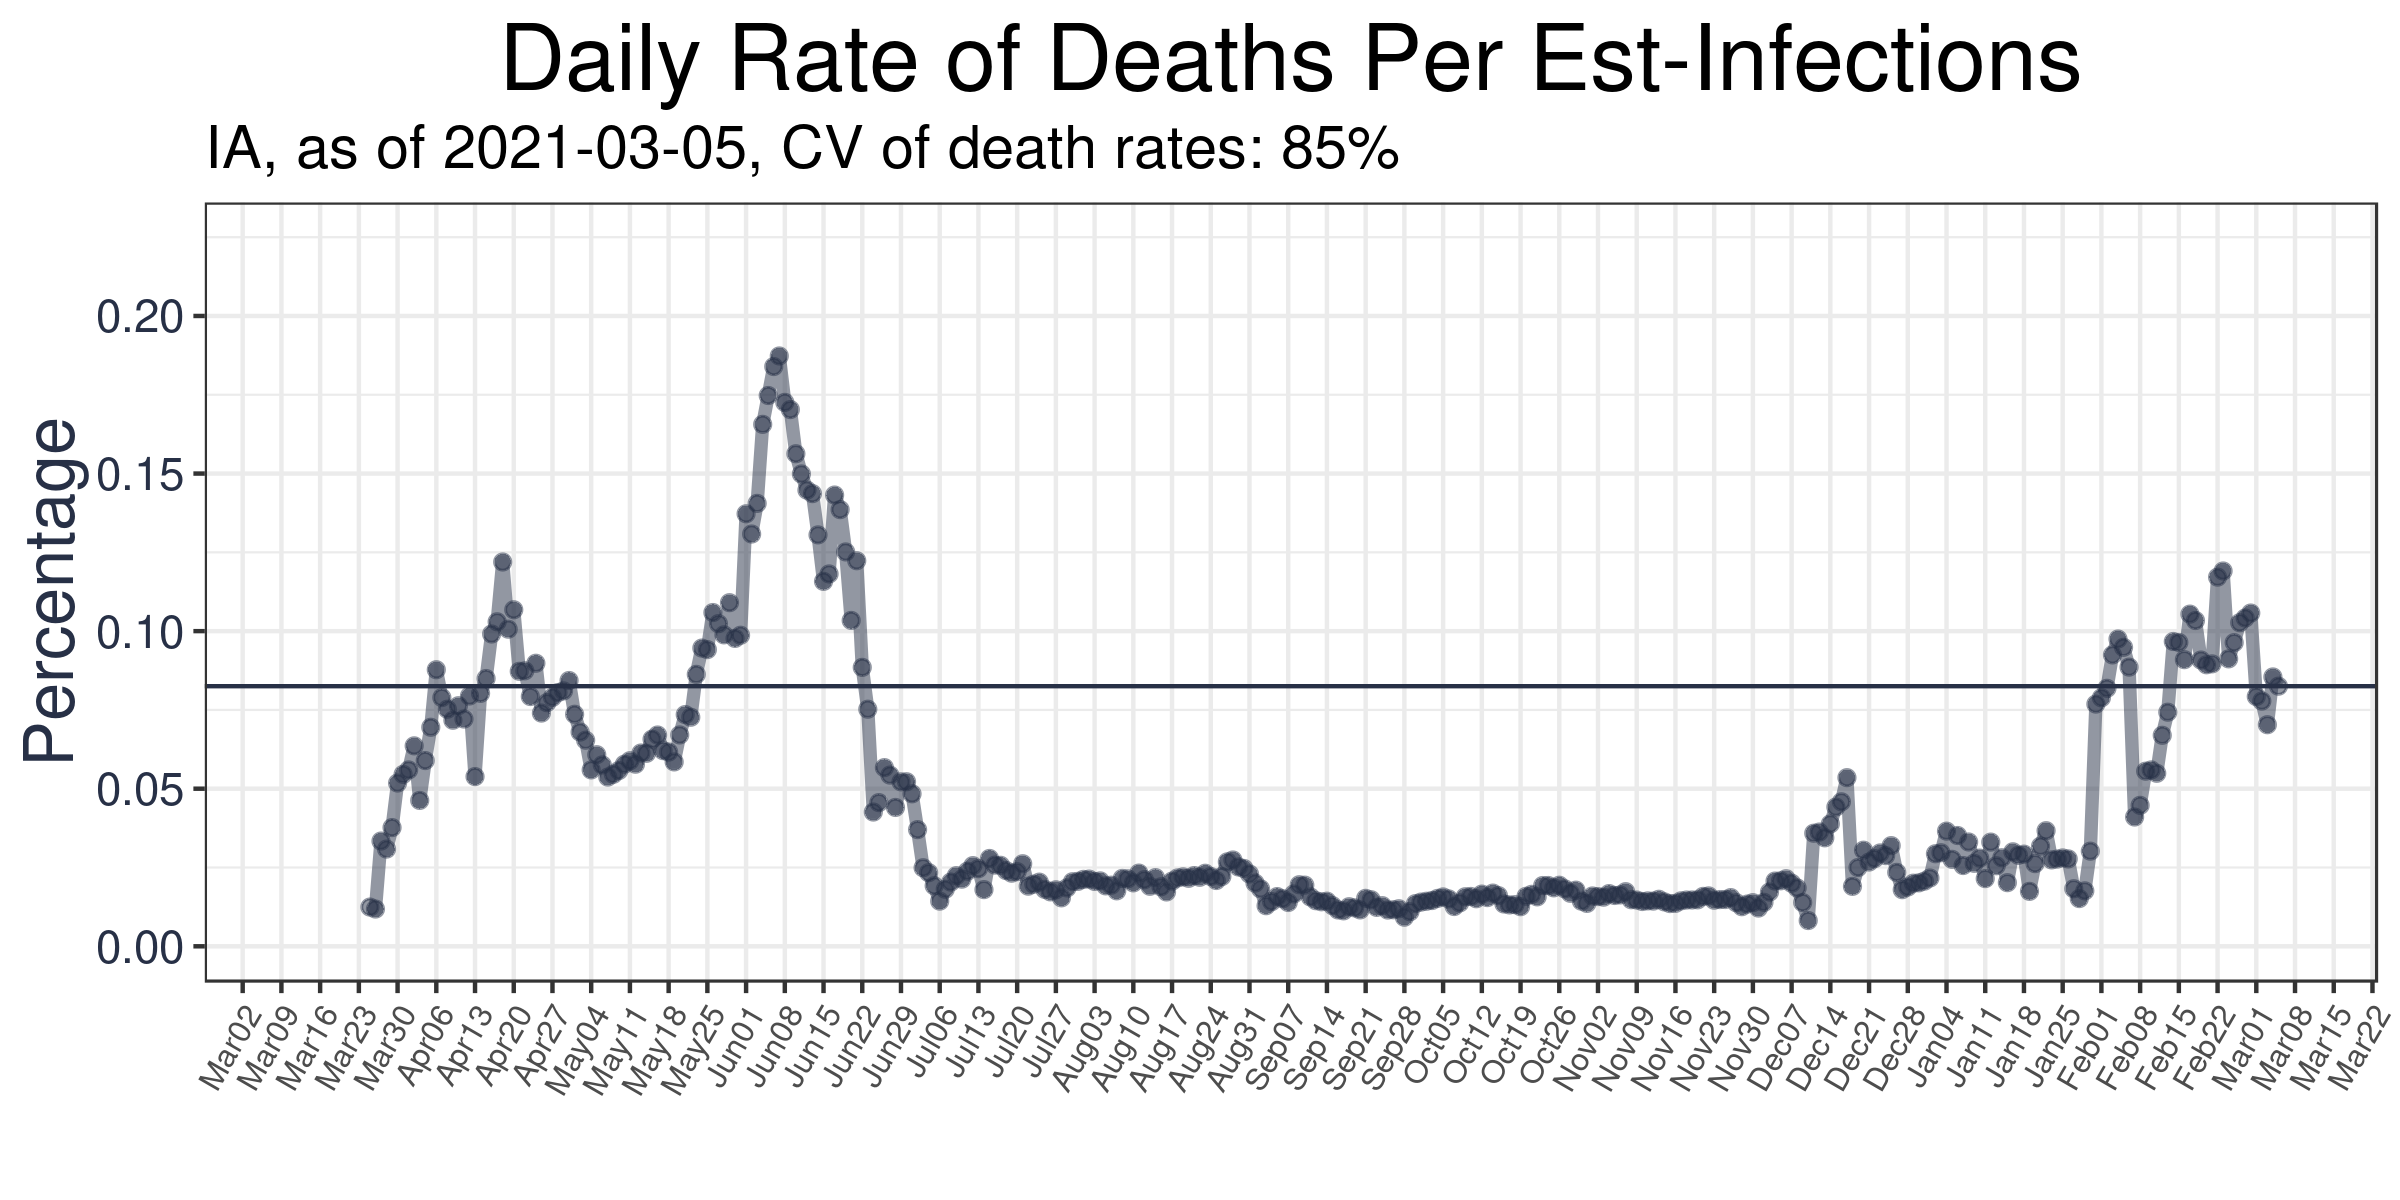 Daily Rate of Deaths Per Est-Infections
IA, as of 2021-03-05, CV of death rates: 85%
Percentage
0.20
0.15
0.10
0.05
0.00
Mar02
Mar09
Mar16
Mar23
Mar30
Apr06
Apr13
Apr20
Apr27
May04
May11
May18
May25
Jun01
Jun08
Jun15
Jun22
Jun29
Jul06
Jul13
Jul20
Jul27
Aug03
Aug10
Aug17
Aug24
Aug31
Sep07
Sep14
Sep21
Sep28
Oct05
Oct12
Oct19
Oct26
Nov02
Nov09
Nov16
Nov23
Nov30
Dec07
Dec14
Dec21
Dec28
Jan04
Jan11
Jan18
Jan25
Feb01
Feb08
Feb15
Feb22
Mar01
Mar08
Mar15
Mar22